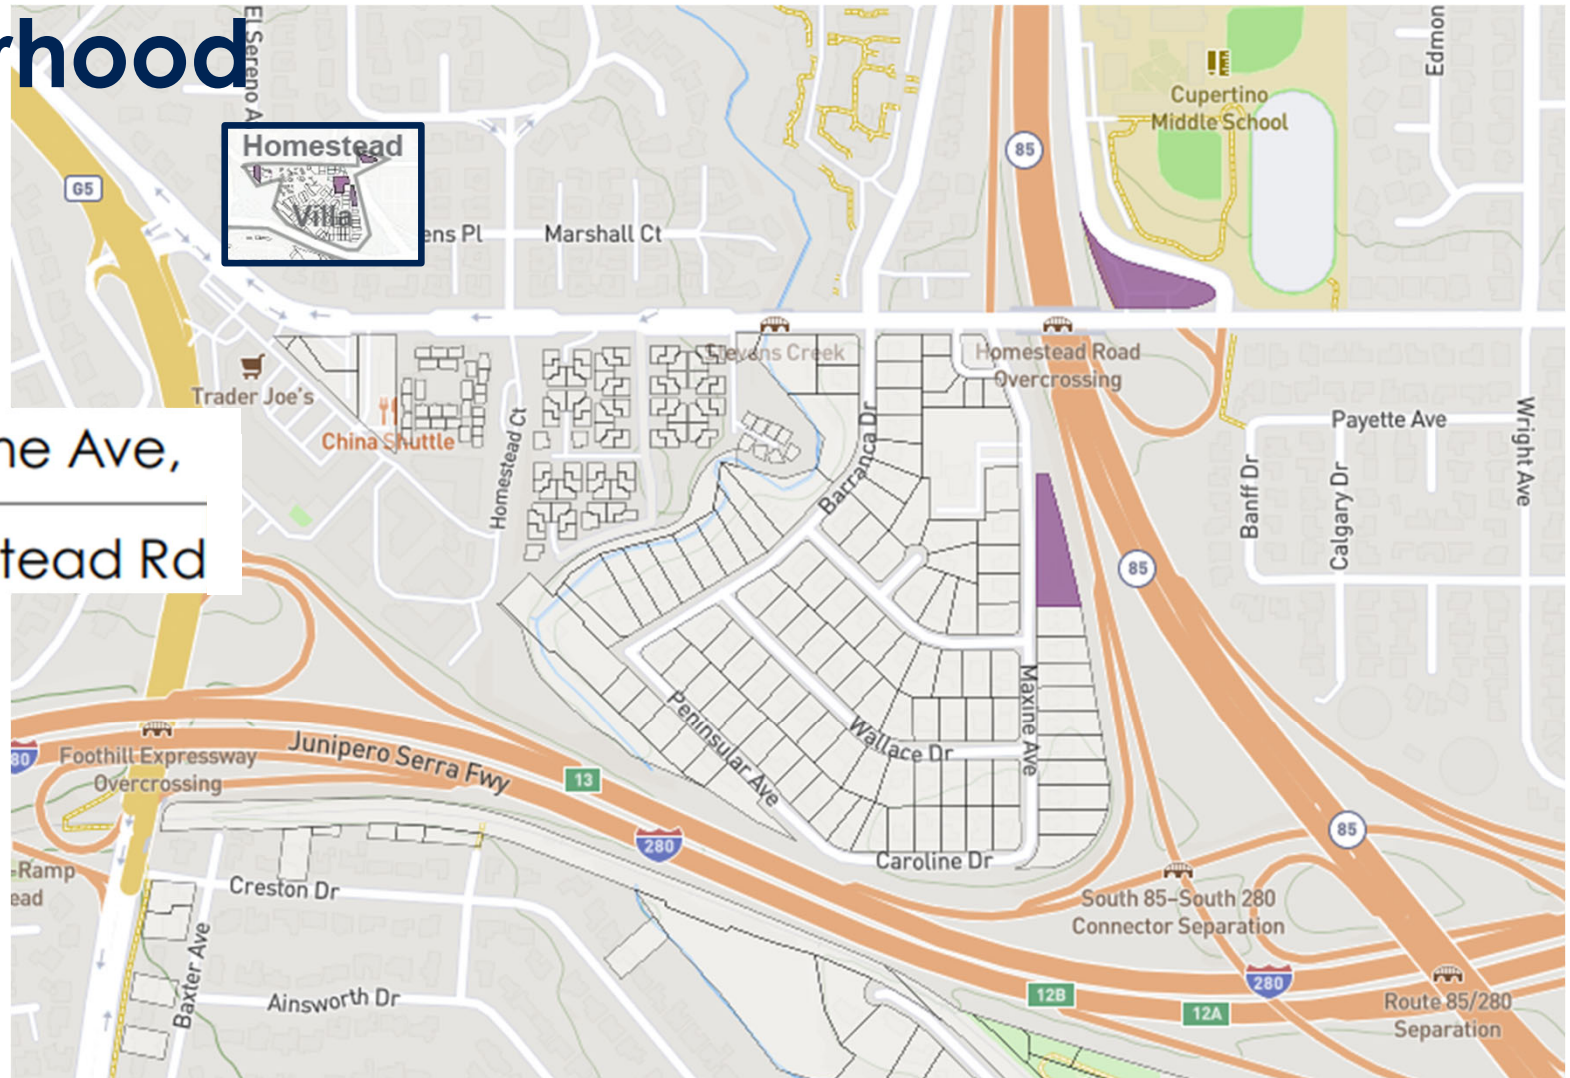 rhood
El Sereno A
Edmon
Cupertino
Middle School
85
Homestead
Villa
G5
ens Pl
Marshall Ct
Stevens Creek
Homestead Road
Overcrossing
Trader Joe's
China Shuttle
Homestead Ct
Barranca Dr
Payette Ave
Wright Ave
Banff Dr
Calgary Dr
ne Ave,
stead Rd
85
Maxine Ave
Peninsular Ave
Wallace Dr
80
Foothill Expressway
Overcrossing
Junipero Serra Fwy
13
280
85
Caroline Dr
-Ramp
ead
Creston Dr
South 85–South 280
Connector Separation
Baxter Ave
Ainsworth Dr
12B
280
12A
Route 85/280
Separation